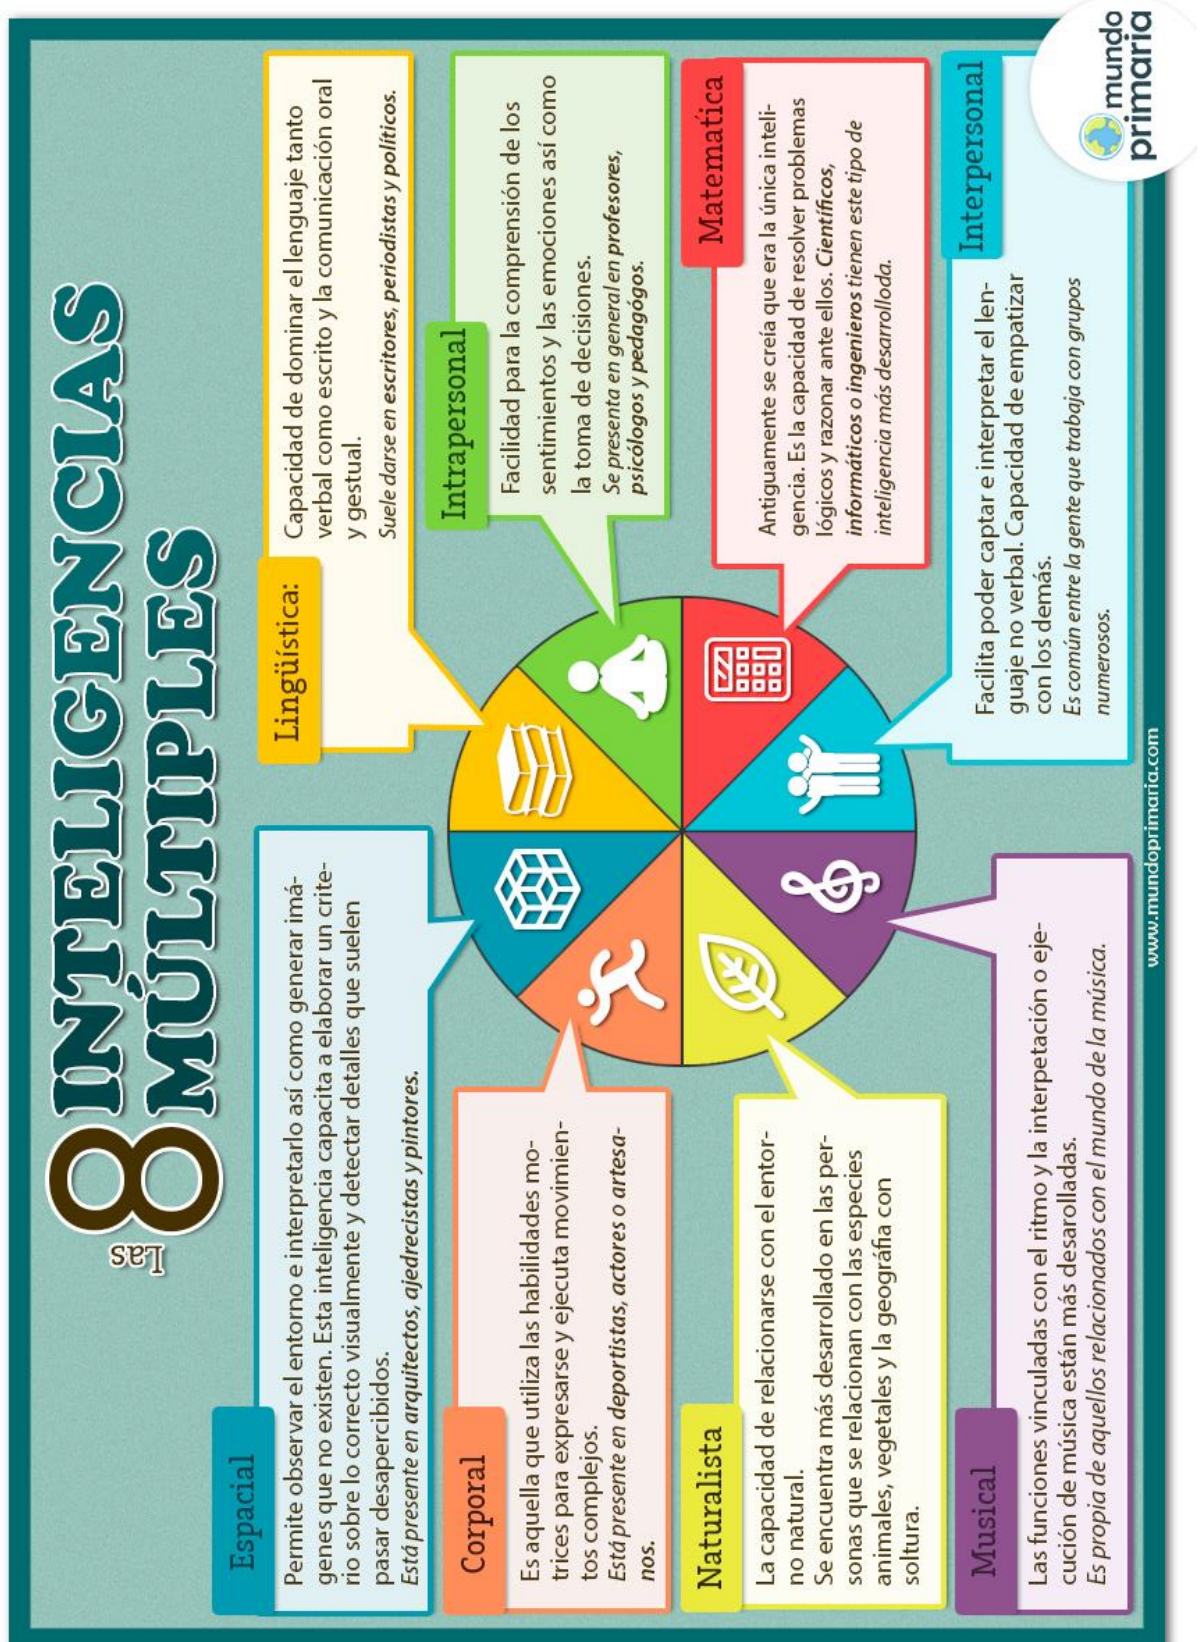 Las
8 INTELIGENCIAS
MÚLTIPLES
Espacial
Permite observar el entorno e interpretarlo así como generar imá-
genes que no existen. Esta inteligencia capacita a elaborar un crite-
rio sobre lo correcto visualmente y detectar detalles que suelen
pasar desapercibidos.
Está presente en arquitectos, ajedrecistas y pintores.
Lingüística:
Capacidad de dominar el lenguaje tanto
verbal como escrito y la comunicación oral
y gestual.
Suele darse en escritores, periodistas y políticos.
Corporal
Es aquella que utiliza las habilidades mo-
trices para expresarse y ejecuta movimien-
tos complejos.
Está presente en deportistas, actores o artesa-
nos.
Intrapersonal
Facilidad para la comprensión de los
sentimientos y las emociones así como
la toma de decisiones.
Se presenta en general en profesores,
psicólogos y pedagógos.
Naturalista
La capacidad de relacionarse con el entor-
no natural.
Se encuentra más desarrollado en las per-
sonas que se relacionan con las especies
animales, vegetales y la geográfia con
soltura.
Matemática
Antiguamente se creía que era la única inteli-
gencia. Es la capacidad de resolver problemas
lógicos y razonar ante ellos. Científicos,
informáticos o ingenieros tienen este tipo de
inteligencia más desarrolloda.
Musical
Las funciones vinculadas con el ritmo y la interpetación o eje-
cución de música están más desarolladas.
Es propia de aquellos relacionados con el mundo de la música.
Interpersonal
Facilita poder captar e interpretar el len-
guaje no verbal. Capacidad de empatizar
con los demás.
Es común entre la gente que trabaja con grupos
numerosos.
www.mundoprimaria.com
mundo
primaria